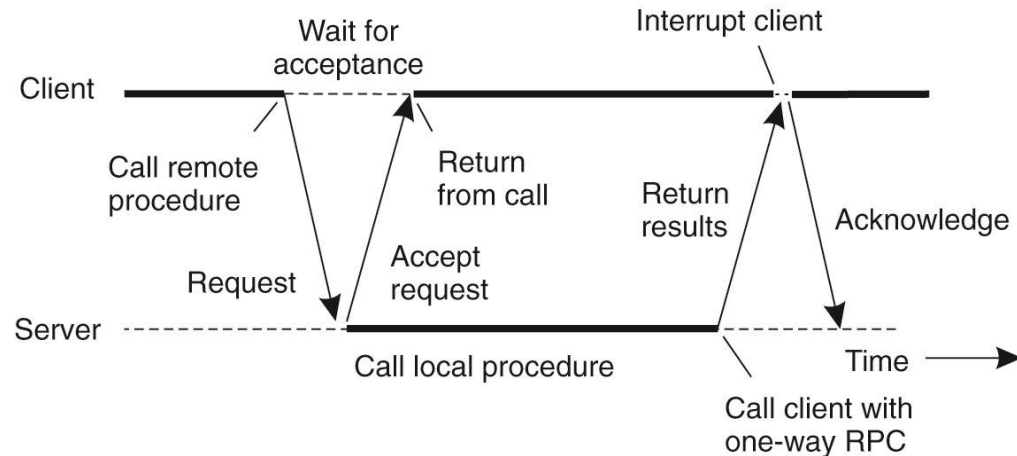 Interrupt client
Wait for
acceptance
Client
Call remote
procedure
Return
from call
Return
results
Acknowledge
Request
Accept
request
Server
Call local procedure
Time
Call client with
one-way RPC